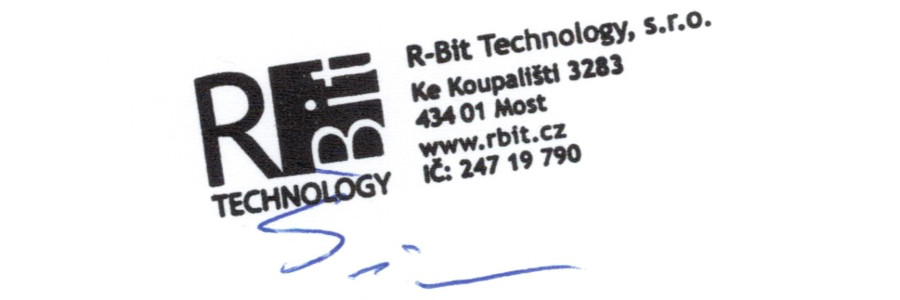 R Bit
TECHNOLOGY
R-Bit Technology, s.r.o.
Ke Koupališti 3283
434 01 Most
www.rbit.cz
IČ: 247 19 790